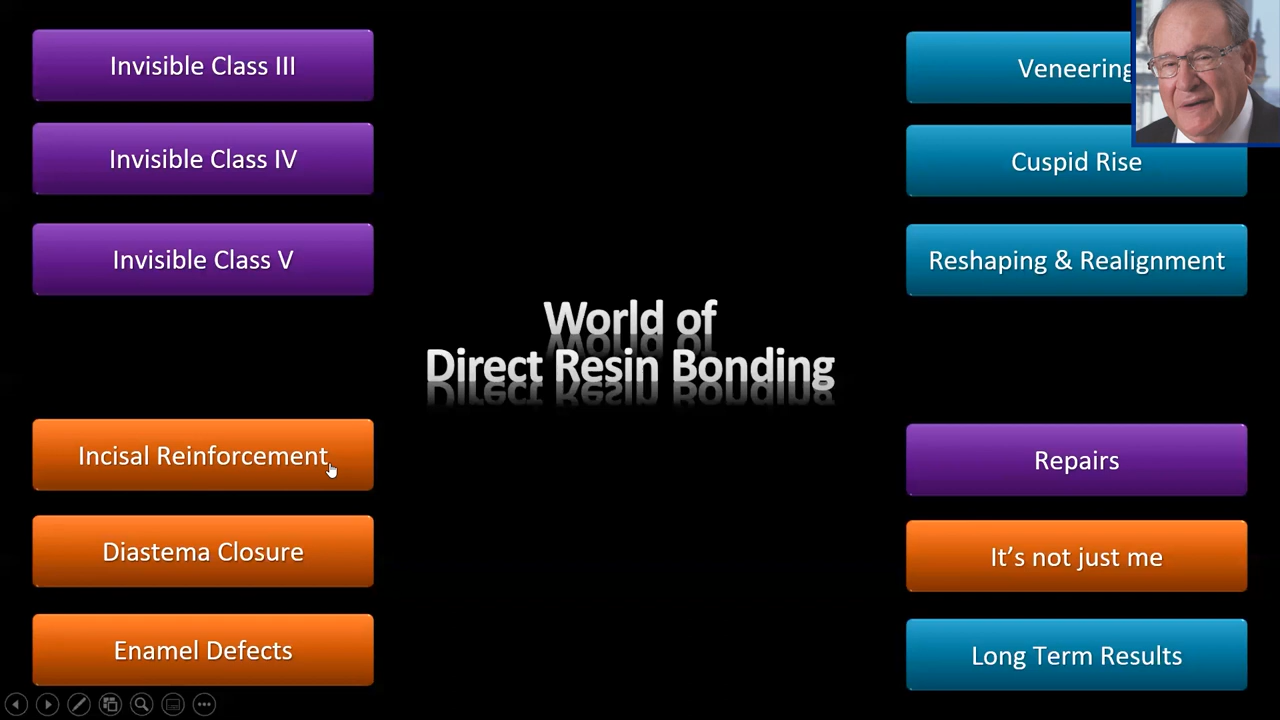 Invisible Class III
Invisible Class IV
Invisible Class V
Incisal Reinforcement
Diastema Closure
Enamel Defects
World of
Direct Resin Bonding
Veneering
Cuspid Rise
Reshaping & Realignment
Repairs
It’s not just me
Long Term Results